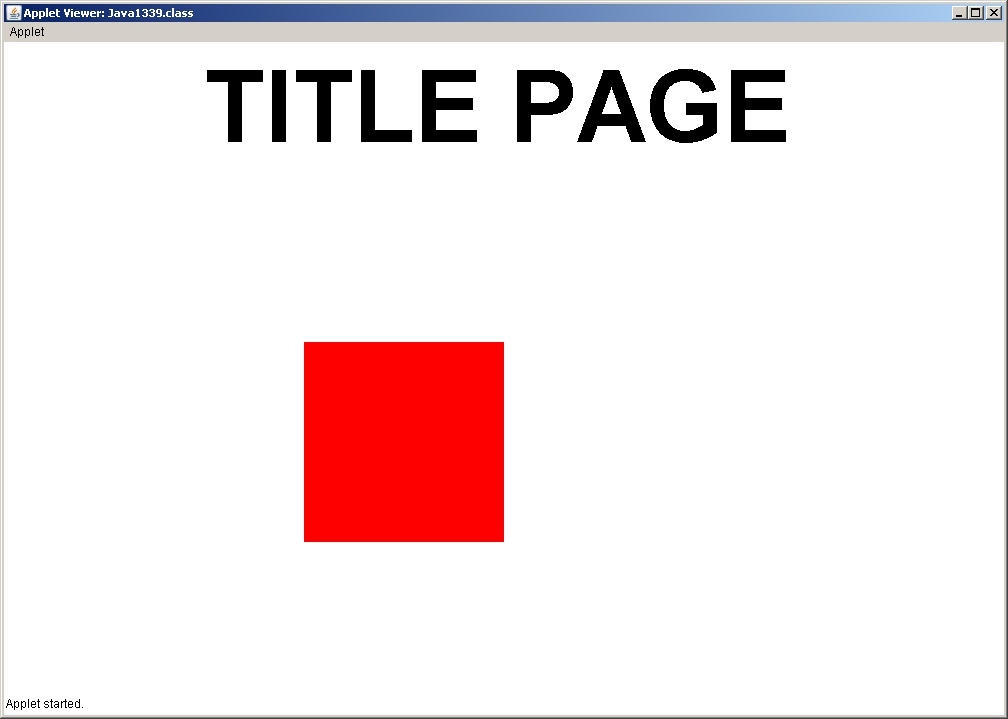 Applet Viewer: Java1339.class
Applet
TITLE PAGE
Applet started.